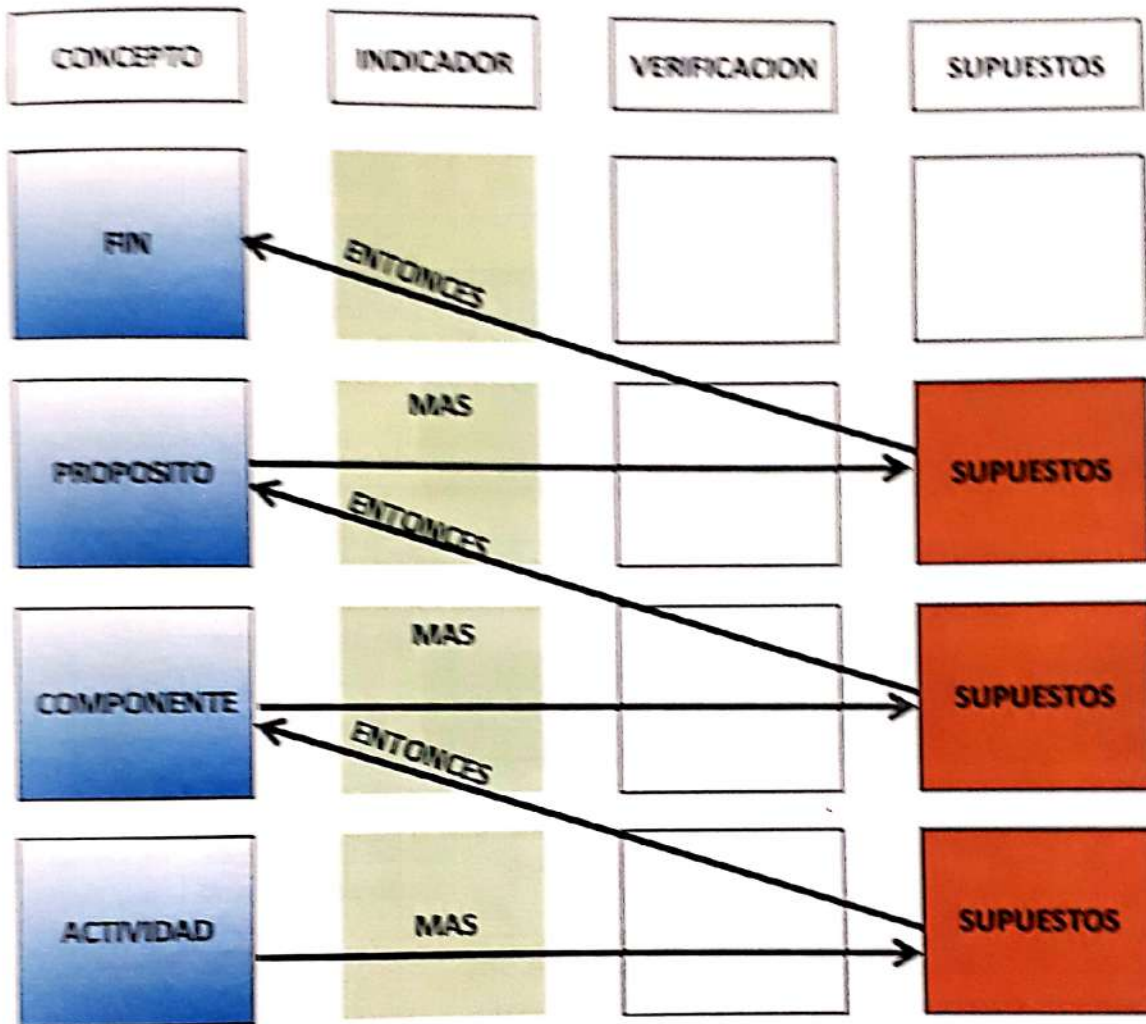 CONCEPTO
INDICADOR
VERIFICACION
SUPUESTOS
FIN
ENTONCES
MAS
PROPOSITO
SUPUESTOS
ENTONCES
MAS
COMPONENTE
SUPUESTOS
ENTONCES
ACTIVIDAD
MAS
SUPUESTOS